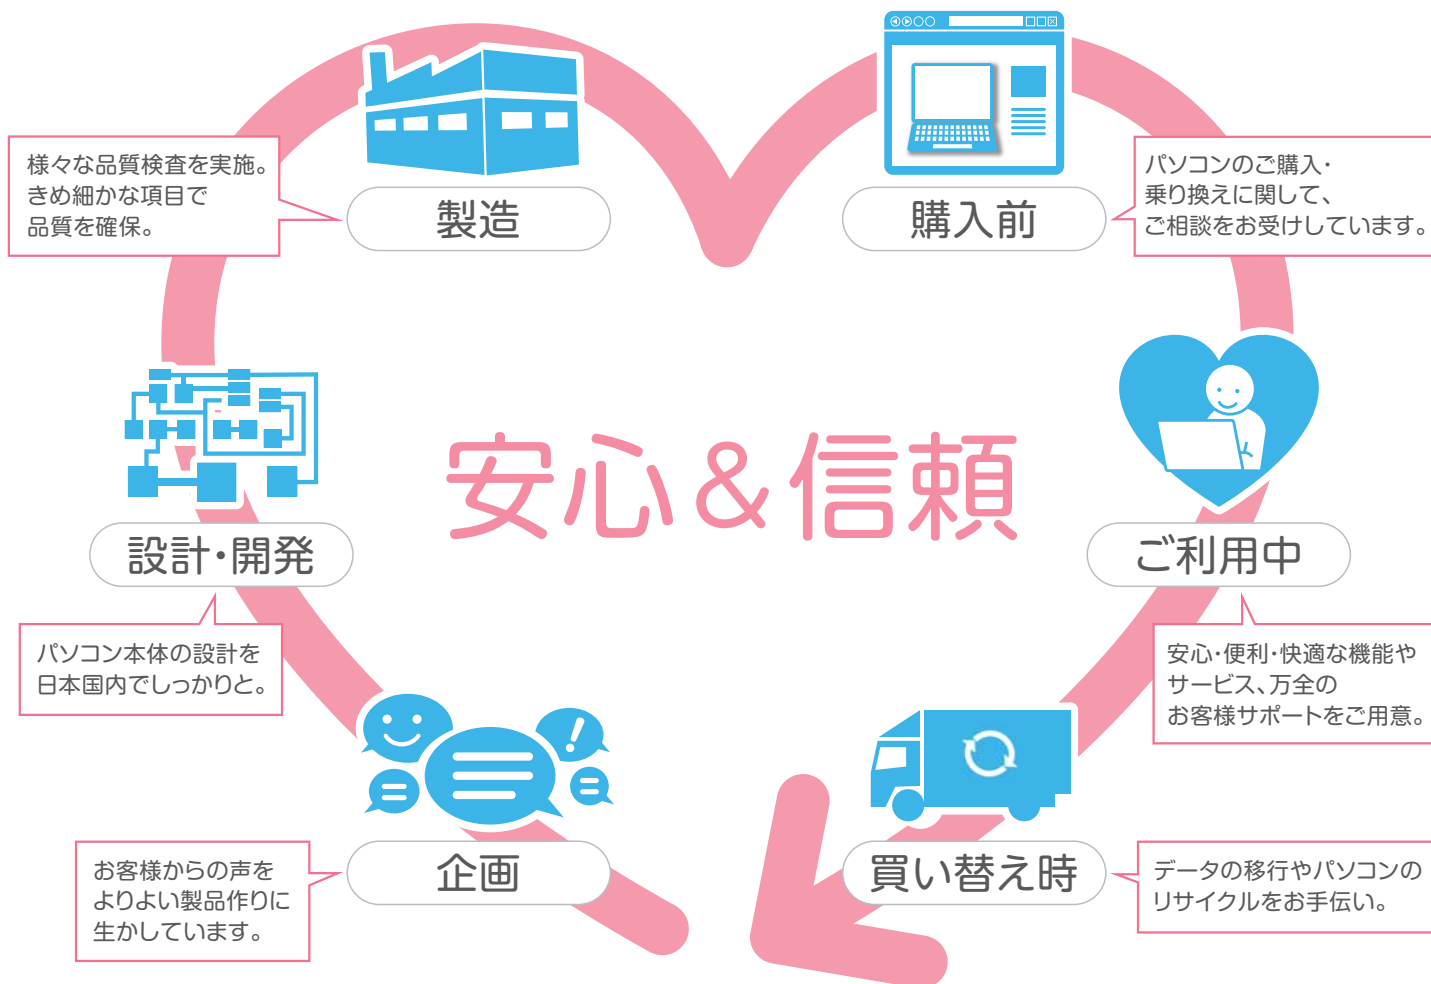 様々な品質検査を実施。
きめ細かな項目で
品質を確保。
製造
購入前
パソコンのご購入・
乗り換えに関して、
ご相談をお受けしています。
安心&信頼
設計・開発
パソコン本体の設計を
日本国内でしっかりと。
ご利用中
安心・便利・快適な機能や
サービス、万全の
お客様サポートをご用意。
お客様からの声を
よりよい製品作りに
生かしています。
企画
買い替え時
データの移行やパソコンの
リサイクルをお手伝い。